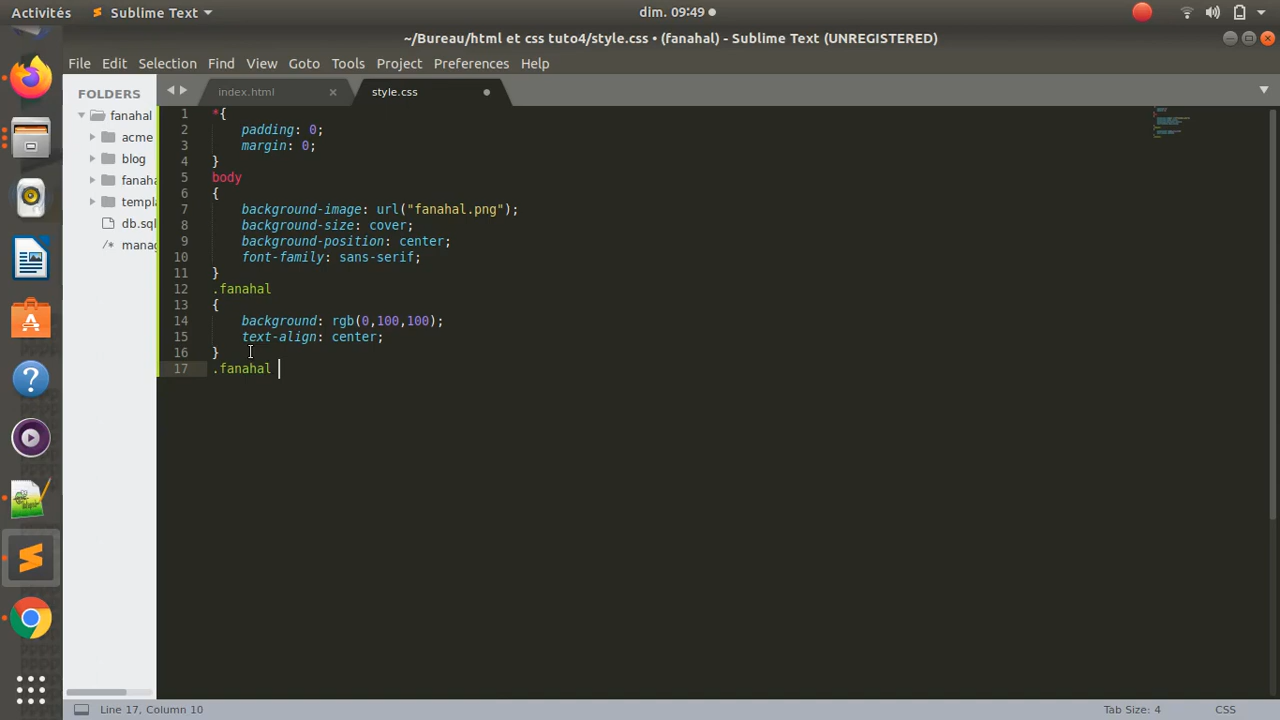 Activités Sublime Text dim. 09:49
~/Bureau/html et css tuto4/style.css • (fanahal) - Sublime Text (UNREGISTERED)
File Edit Selection Find View Goto Tools Project Preferences Help
FOLDERS
fanahal
acme
blog
fanaha
templa
db.sql
manag
index.html × style.css
1 *{
2 padding: 0;
3 margin: 0;
4 }
5 body
6 {
7 background-image: url("fanahal.png");
8 background-size: cover;
9 background-position: center;
10 font-family: sans-serif;
11 }
12 .fanahal
13 {
14 background: rgb(0,100,100);
15 text-align: center;
16 }
17 .fanahal
Line 17, Column 10 Tab Size: 4 CSS